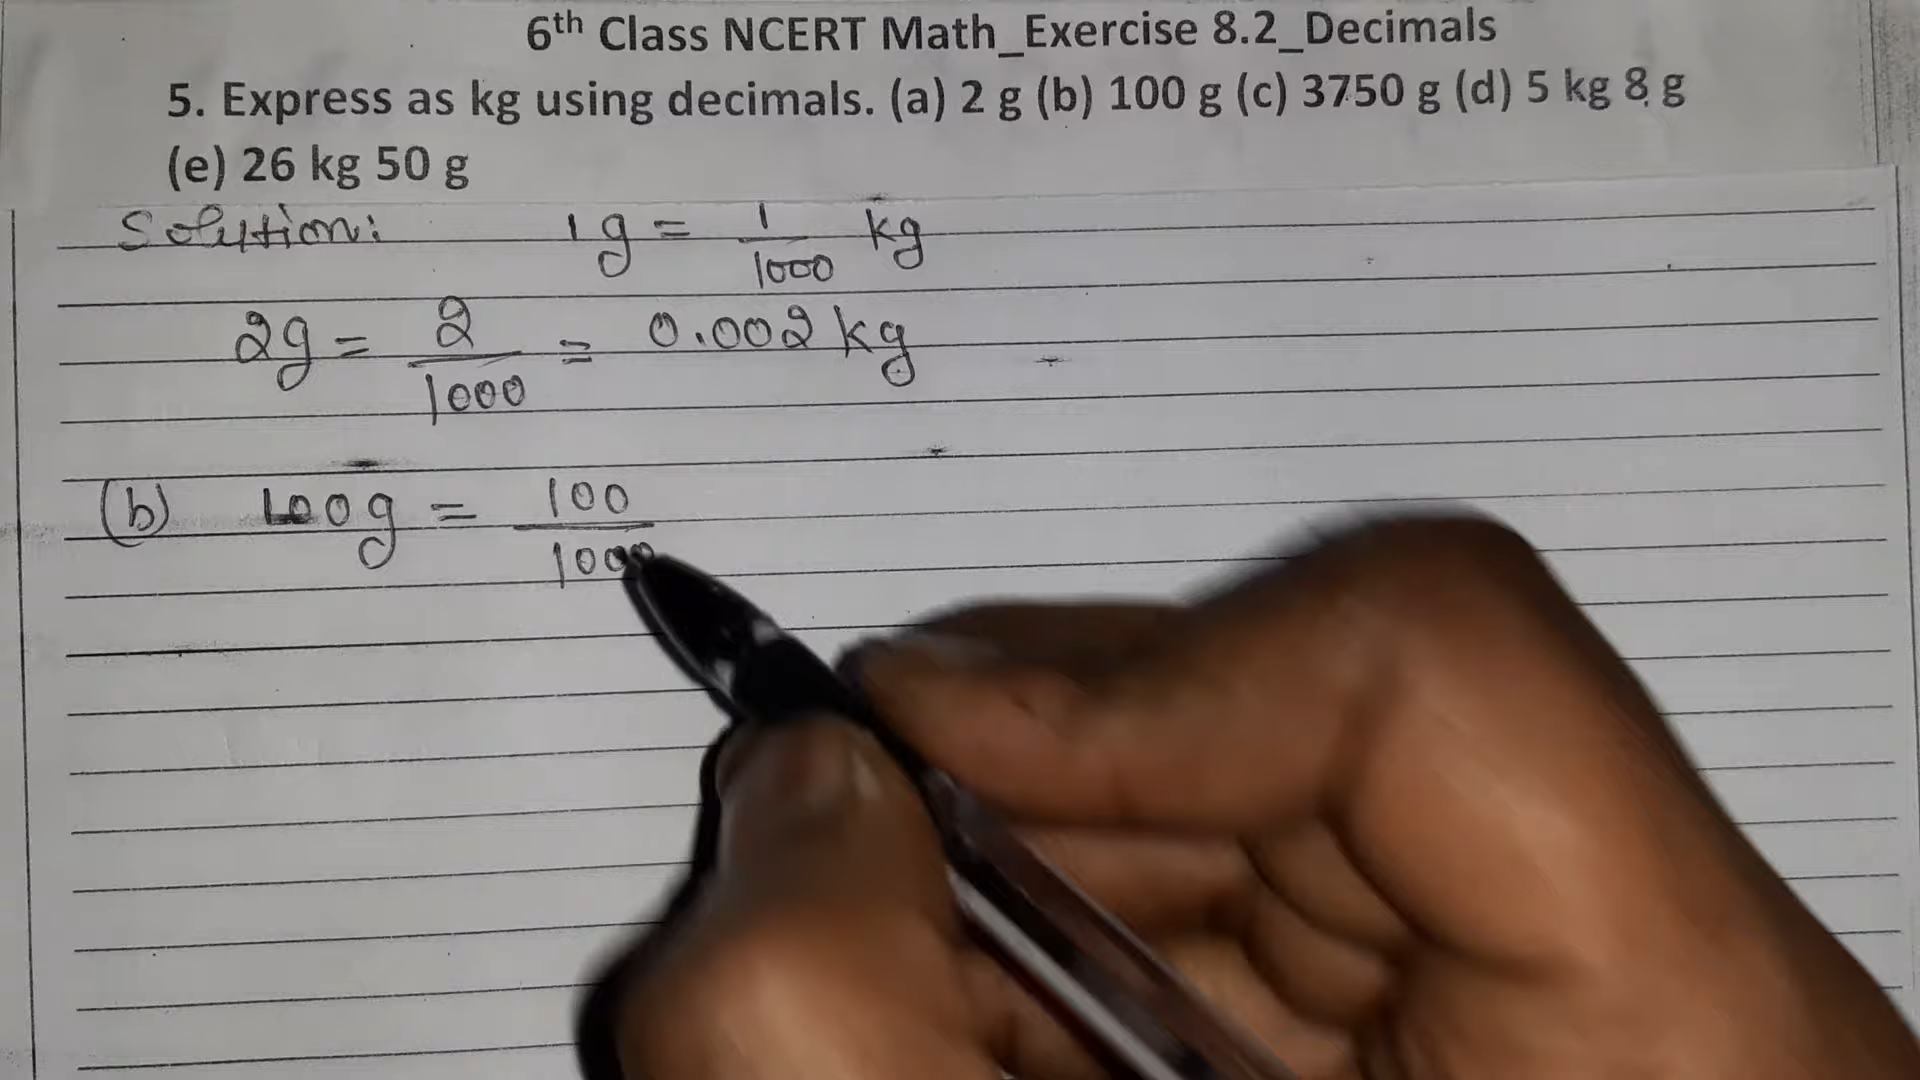 6th Class NCERT Math_Exercise 8.2_Decimals
5. Express as kg using decimals. (a) 2 g (b) 100 g (c) 3750 g (d) 5 kg 8 g
(e) 26 kg 50 g
Solution: 1g = 1/1000 kg
2g = 2/1000 = 0.002 kg
(b) 100g = 100/1000